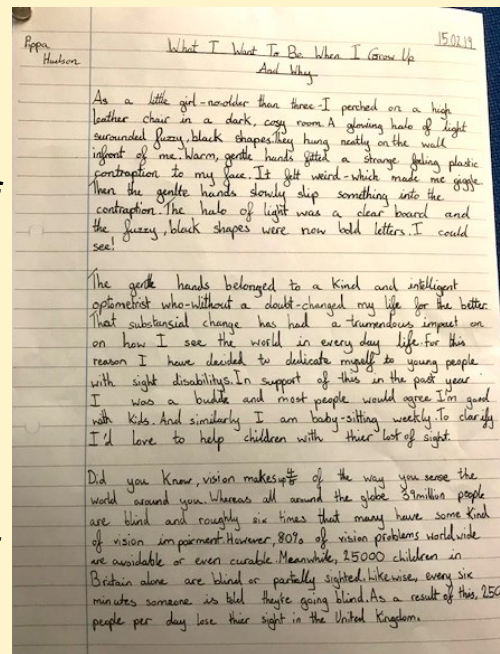 Pippa Huelson
15.02.19
What I Want To Be When I Grow Up
And Why
As a little girl - no older than three - I perched on a high
leather chair in a dark, cosy room. A glowing halo of light
surounded fuzzy, black shapes. They hung neatly on the wall
infront of me. Warm, gentle hands fitted a strange feling plastic
contraption to my face. It felt weird - which made me giggle.
Then the genlte hands slowly slip something into the
contraption. The halo of light was a clear board and
the fuzzy, black shapes were now bold letters. I could
see!
The gentle hands belonged to a kind and intelligent
optometrist who - without a doubt - changed my life for the better.
That substansial change has had a trumendous impact on
on how I see the world in every day life. For this
reason I have decided to dedicate myself to young people
with sight disabilitys. In support of this in the past year
I was a buddie and most people would agree I'm good
with kids. And similarly I am baby-sitting weekly. To clarify
I'd love to help children with thier lost of sight.
Did you know, vision makes up 4/5 of the way you sense the
world around you. Whereas all around the globe 39million people
are blind and roughly six times that many have some kind
of vision impairment. However, 80% of vision problems worldwide
are avoidable or even curable. Meanwhile, 25000 children in
Britain alone are blind or partially sighted. Likewise, every six
minutes someone is told they're going blind. As a result of this, 250
people per day lose thier sight in the United Kingdom.